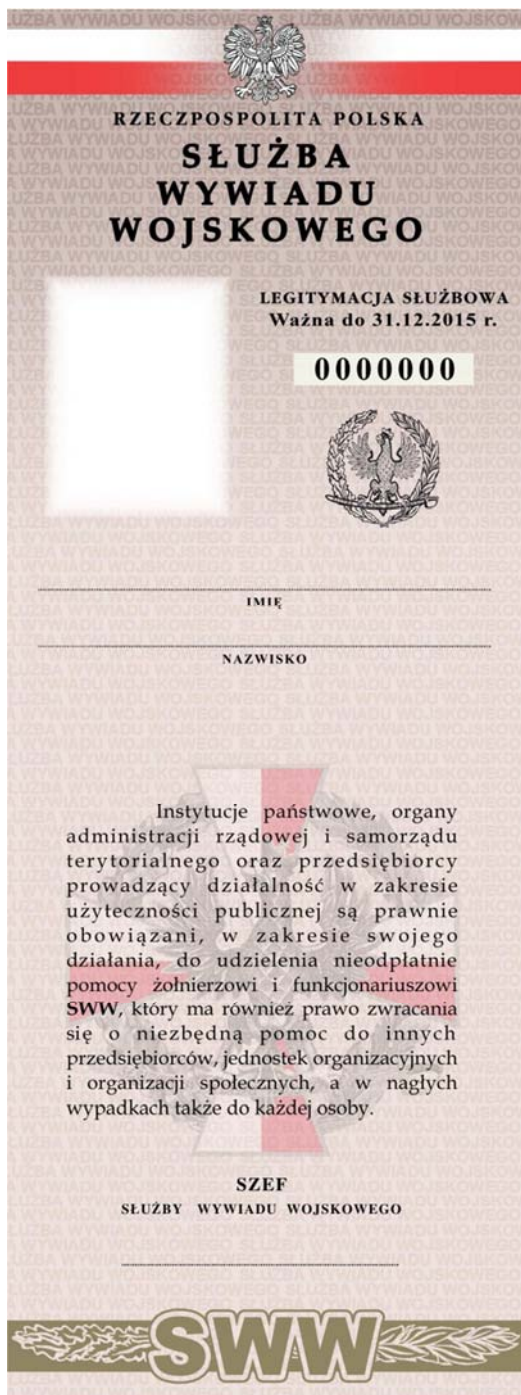 RZECZPOSPOLITA POLSKA
SŁUŻBA
WYWIADU
WOJSKOWEGO
LEGITYMACJA SŁUŻBOWA
Ważna do 31.12.2015 r.
0000000
IMIĘ
NAZWISKO
Instytucje państwowe, organy
administracji rządowej i samorządu
terytorialnego oraz przedsiębiorcy
prowadzący działalność w zakresie
użyteczności publicznej są prawnie
obowiązani, w zakresie swojego
działania, do udzielenia nieodpłatnie
pomocy żołnierzowi i funkcjonariuszowi
SWW, który ma również prawo zwracania
się o niezbędną pomoc do innych
przedsiębiorców, jednostek organizacyjnych
i organizacji społecznych, a w nagłych
wypadkach także do każdej osoby.
SZEF
SŁUŻBY WYWIADU WOJSKOWEGO
SWW